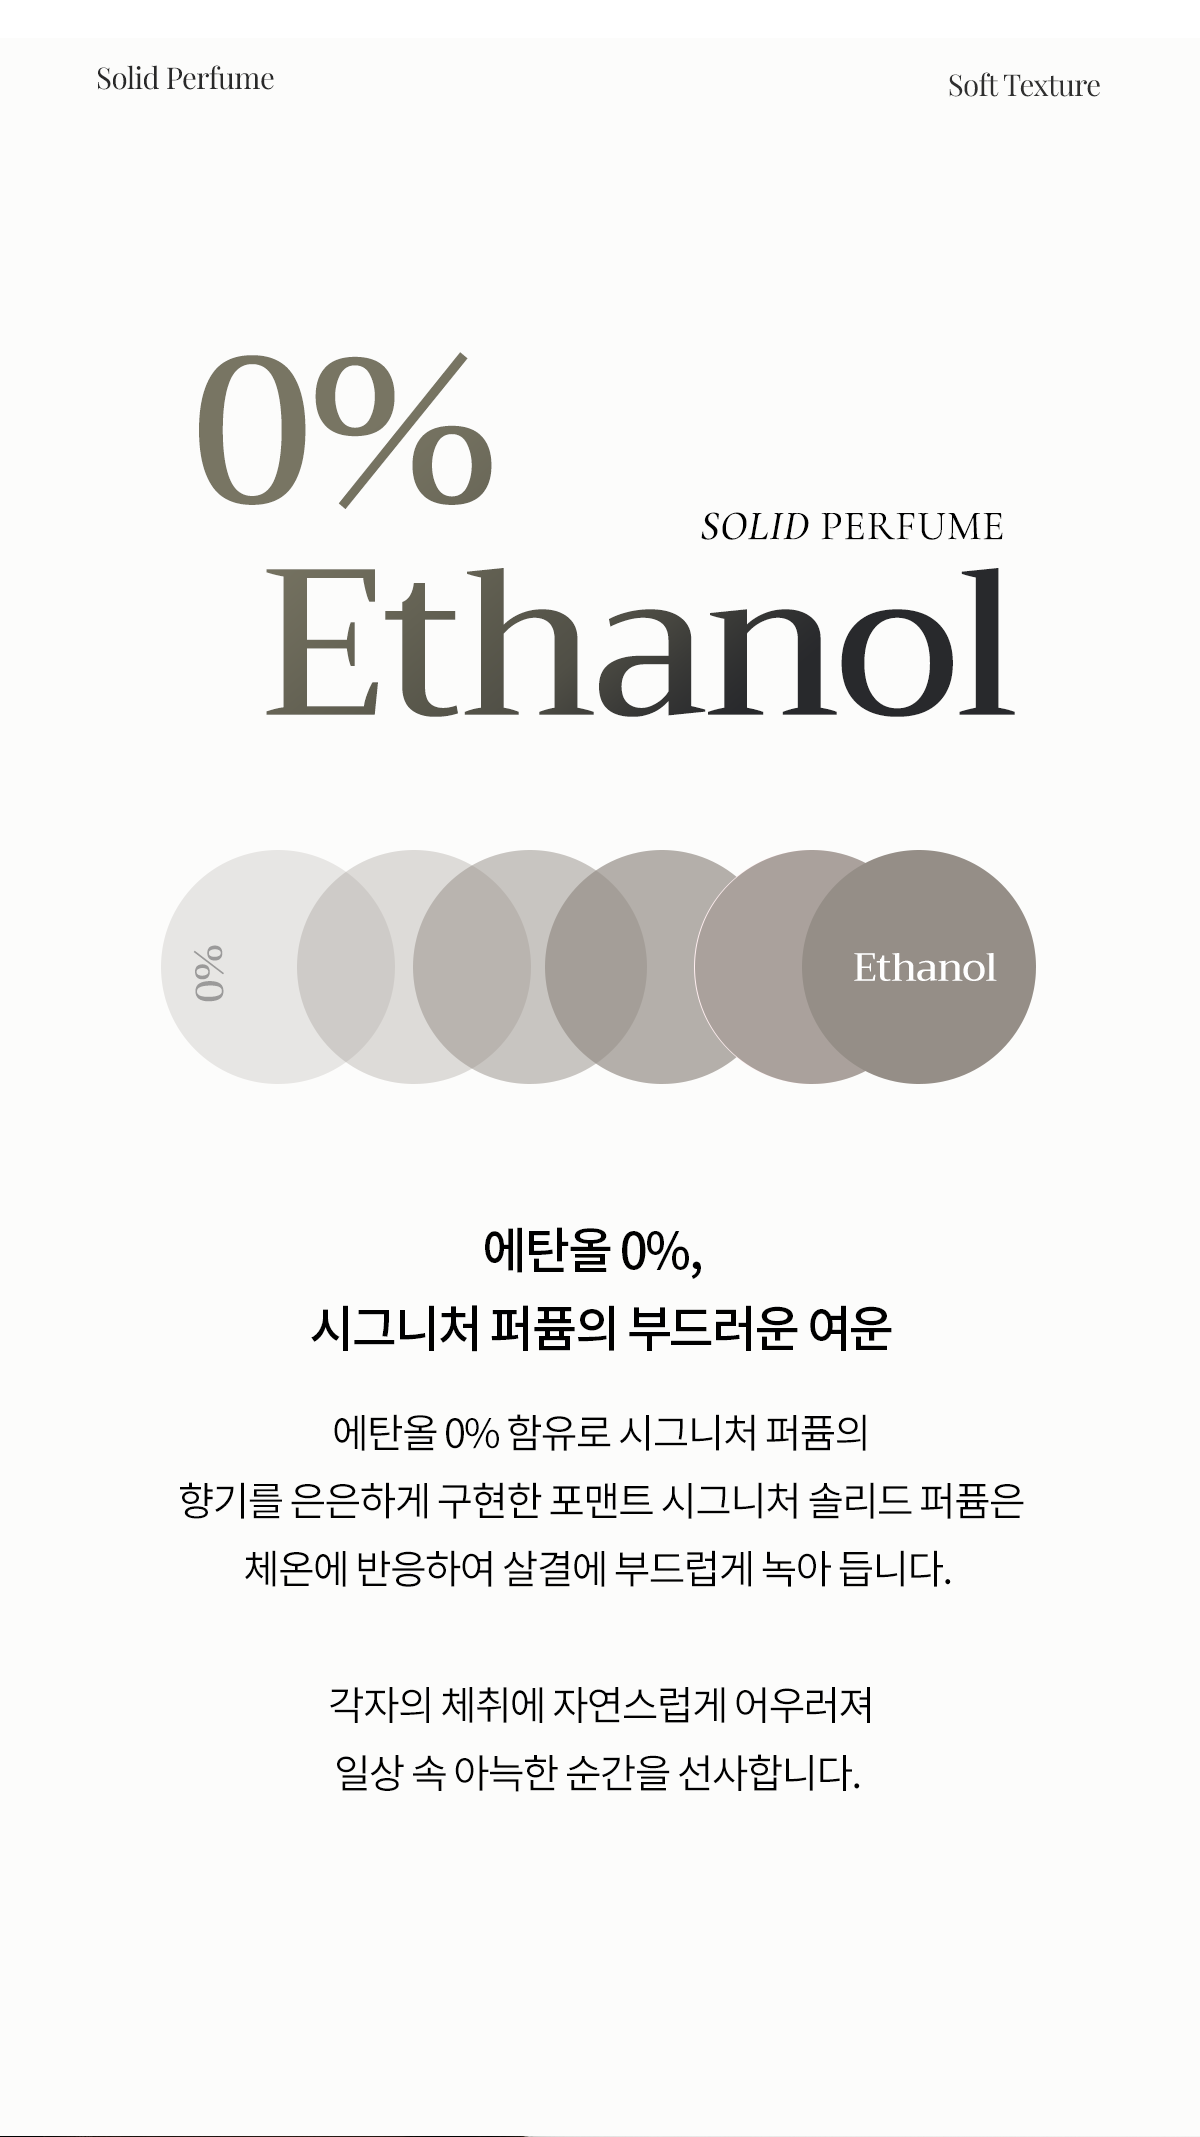 Solid Perfume
Soft Texture
0%
SOLID PERFUME
Ethanol
0%
Ethanol
에탄올 0%,
시그니처 퍼퓸의 부드러운 여운
에탄올 0% 함유로 시그니처 퍼퓸의
향기를 은은하게 구현한 포맨트 시그니처 솔리드 퍼퓸은
체온에 반응하여 살결에 부드럽게 녹아 듭니다.
각자의 체취에 자연스럽게 어우러져
일상 속 아늑한 순간을 선사합니다.